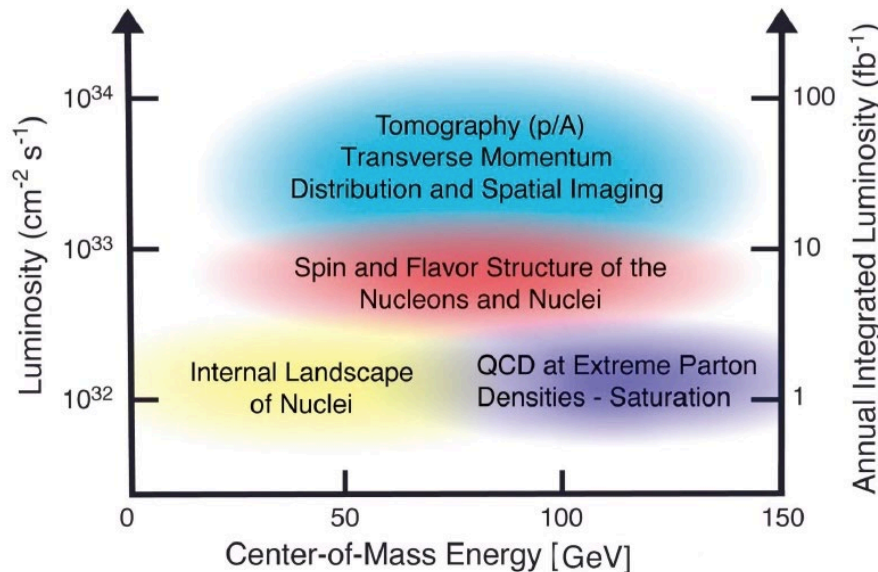 Luminosity (cm⁻² s⁻¹)
10³⁴
10³³
10³²
Tomography (p/A)
Transverse Momentum
Distribution and Spatial Imaging
Spin and Flavor Structure of the
Nucleons and Nuclei
Internal Landscape
of Nuclei
QCD at Extreme Parton
Densities - Saturation
100
10
1
Annual Integrated Luminosity (fb⁻¹)
0
50
100
150
Center-of-Mass Energy [GeV]